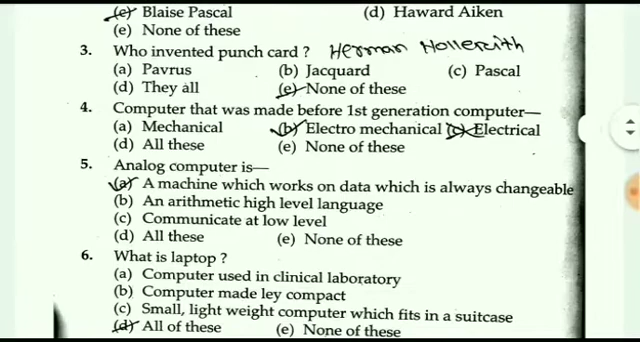 (c) Blaise Pascal (d) Haward Aiken
(e) None of these
3. Who invented punch card ? Herman Hollereith
(a) Pavrus (b) Jacquard (c) Pascal
(d) They all (e) None of these
4. Computer that was made before 1st generation computer—
(a) Mechanical (b) Electro mechanical (c) Electrical
(d) All these (e) None of these
5. Analog computer is—
(a) A machine which works on data which is always changeable
(b) An arithmetic high level language
(c) Communicate at low level
(d) All these (e) None of these
6. What is laptop ?
(a) Computer used in clinical laboratory
(b) Computer made ley compact
(c) Small, light weight computer which fits in a suitcase
(d) All of these (e) None of these